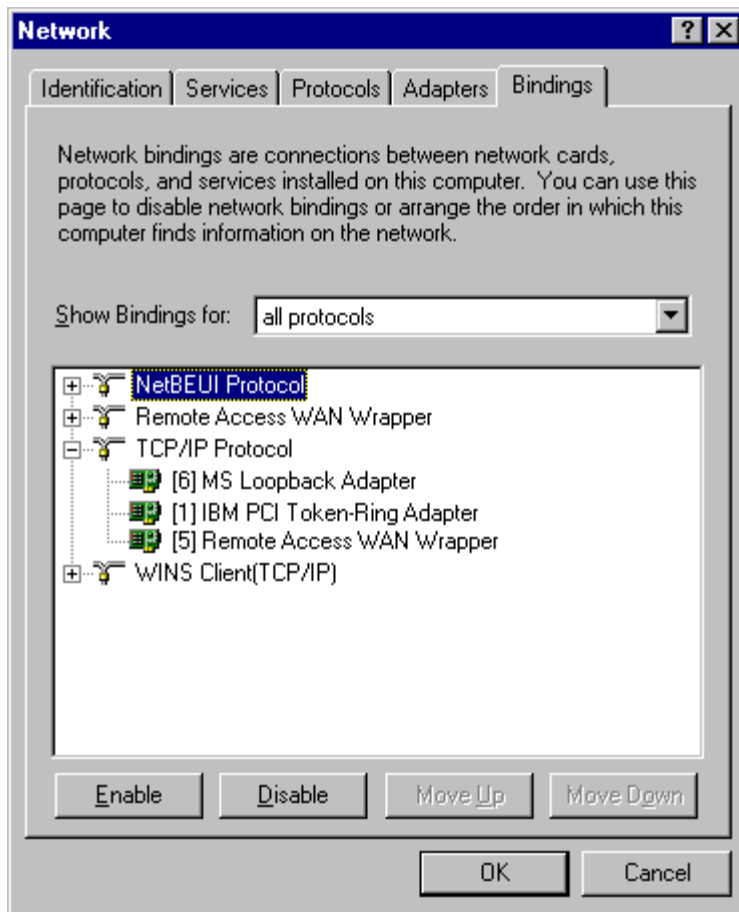 Network
Identification Services Protocols Adapters Bindings
Network bindings are connections between network cards,
protocols, and services installed on this computer.  You can use this
page to disable network bindings or arrange the order in which this
computer finds information on the network.
Show Bindings for: all protocols
NetBEUI Protocol
Remote Access WAN Wrapper
TCP/IP Protocol
[6] MS Loopback Adapter
[1] IBM PCI Token-Ring Adapter
[5] Remote Access WAN Wrapper
WINS Client(TCP/IP)
Enable Disable Move Up Move Down
OK Cancel